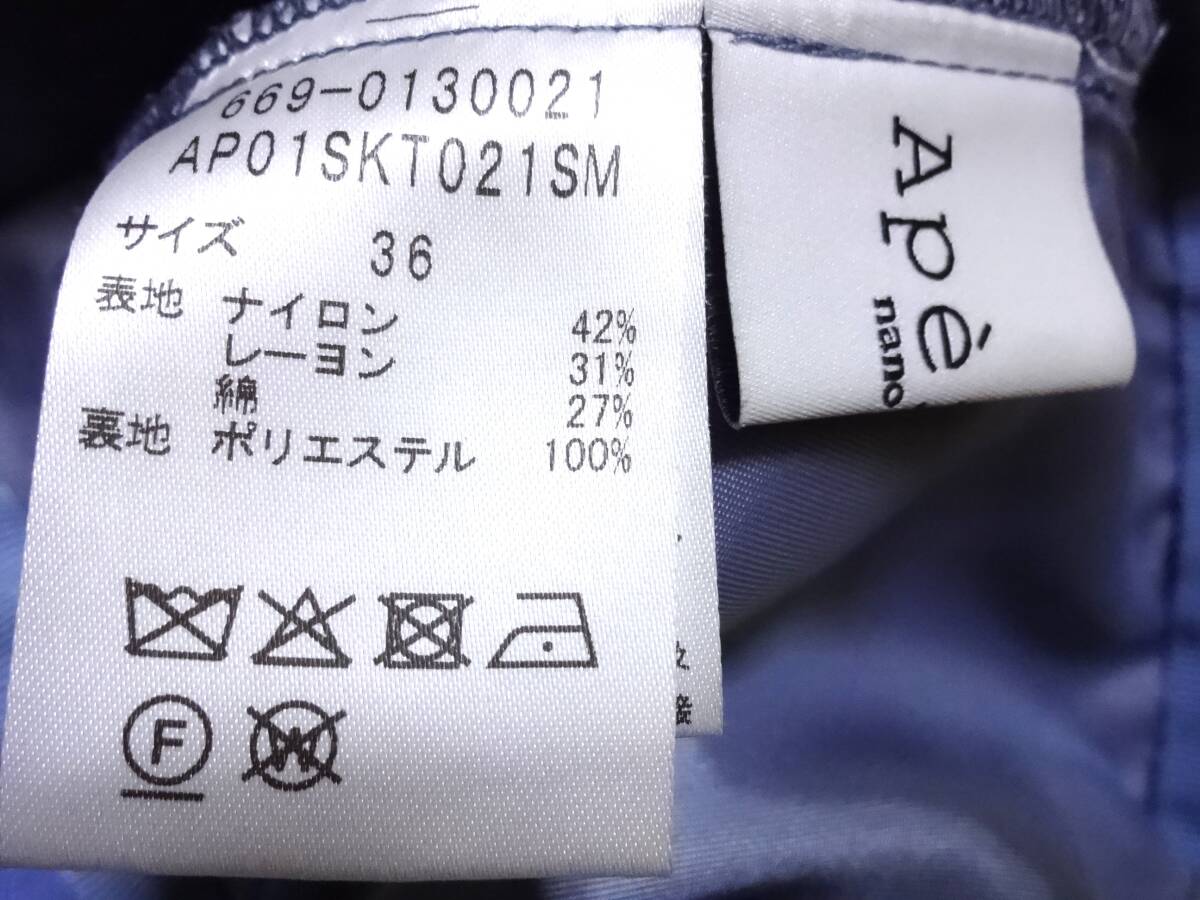 669-0130021
AP01SKT021SM
サイズ 36
表地 ナイロン 42%
レーヨン 31%
綿 27%
裏地 ポリエステル 100%
F
W
Apé
nano